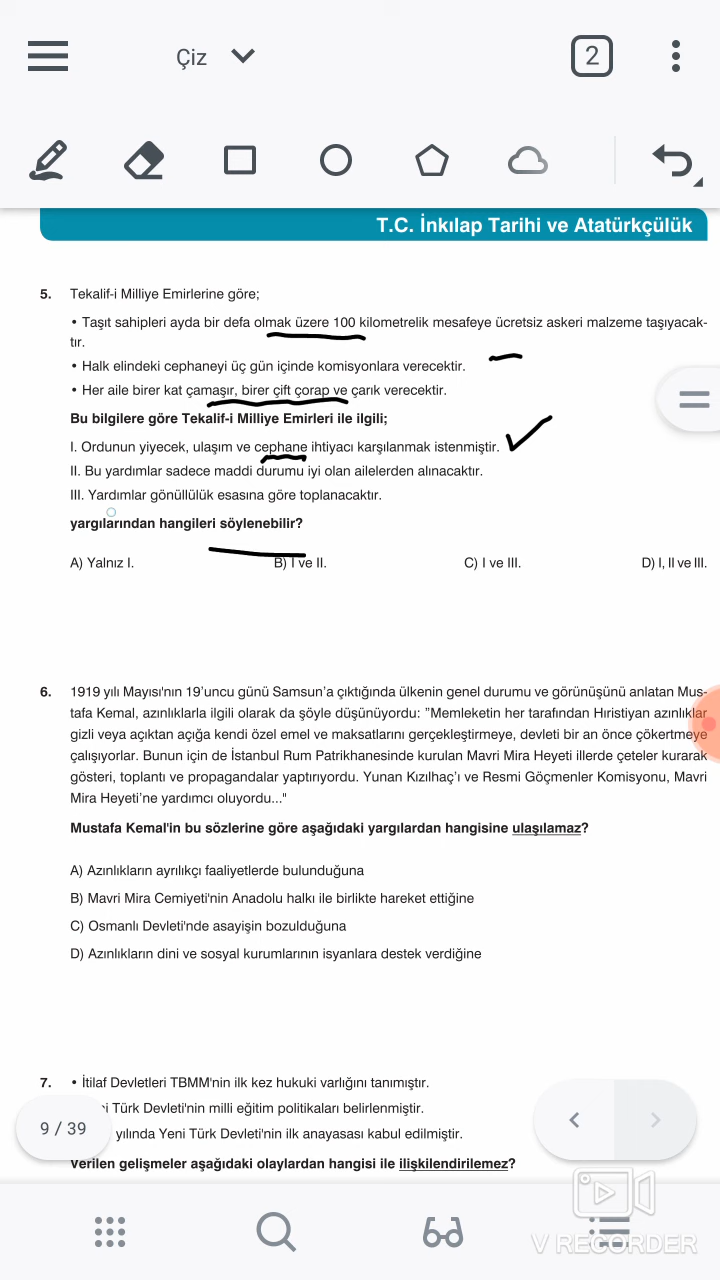 Çiz
2
T.C. İnkılap Tarihi ve Atatürkçülük
5. Tekalif-i Milliye Emirlerine göre;
• Taşıt sahipleri ayda bir defa olmak üzere 100 kilometrelik mesafeye ücretsiz askeri malzeme taşıyacak-
tır.
• Halk elindeki cephaneyi üç gün içinde komisyonlara verecektir.
• Her aile birer kat çamaşır, birer çift çorap ve çarık verecektir.
Bu bilgilere göre Tekalif-i Milliye Emirleri ile ilgili;
I. Ordunun yiyecek, ulaşım ve cephane ihtiyacı karşılanmak istenmiştir.
II. Bu yardımlar sadece maddi durumu iyi olan ailelerden alınacaktır.
III. Yardımlar gönüllülük esasına göre toplanacaktır.
yargılarından hangileri söylenebilir?
A) Yalnız I. B) I ve II. C) I ve III. D) I, II ve III.
6. 1919 yılı Mayısı'nın 19'uncu günü Samsun'a çıktığında ülkenin genel durumu ve görünüşünü anlatan Mus-
tafa Kemal, azınlıklarla ilgili olarak da şöyle düşünüyordu: "Memleketin her tarafından Hıristiyan azınlıklar
gizli veya açıktan açığa kendi özel emel ve maksatlarını gerçekleştirmeye, devleti bir an önce çökertmeye
çalışıyorlar. Bunun için de İstanbul Rum Patrikhanesinde kurulan Mavri Mira Heyeti illerde çeteler kurarak
gösteri, toplantı ve propagandalar yaptırıyordu. Yunan Kızılhaç'ı ve Resmi Göçmenler Komisyonu, Mavri
Mira Heyeti'ne yardımcı oluyordu..."
Mustafa Kemal'in bu sözlerine göre aşağıdaki yargılardan hangisine ulaşılamaz?
A) Azınlıkların ayrılıkçı faaliyetlerde bulunduğuna
B) Mavri Mira Cemiyeti'nin Anadolu halkı ile birlikte hareket ettiğine
C) Osmanlı Devleti'nde asayişin bozulduğuna
D) Azınlıkların dini ve sosyal kurumlarının isyanlara destek verdiğine
7. • İtilaf Devletleri TBMM'nin ilk kez hukuki varlığını tanımıştır.
Türk Devleti'nin milli eğitim politikaları belirlenmiştir.
9 / 39
yılında Yeni Türk Devleti'nin ilk anayasası kabul edilmiştir.
Verilen gelişmeler aşağıdaki olaylardan hangisi ile ilişkilendirilemez?
V RECORDER